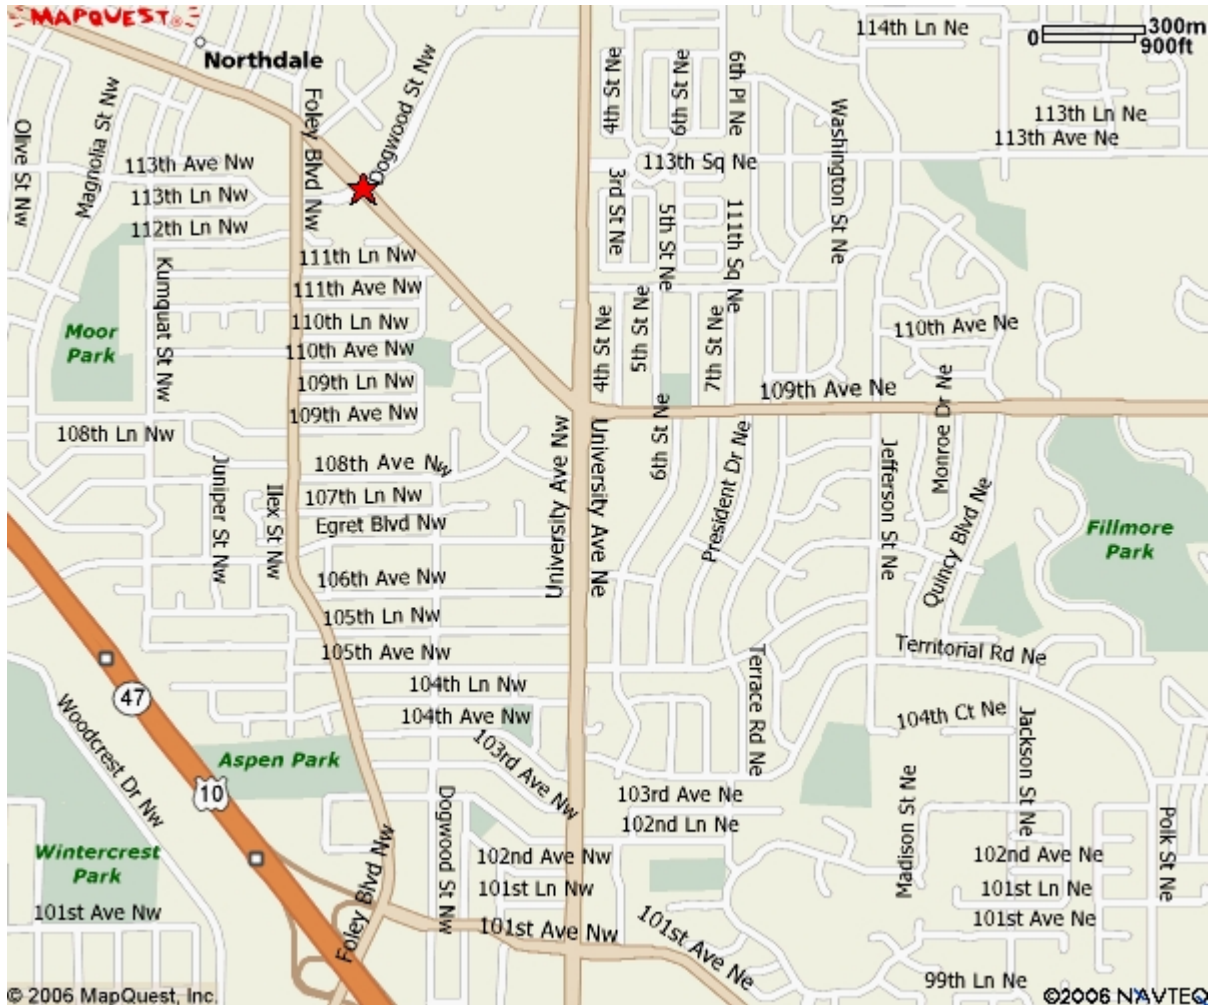 MAPQUEST
Northdale
114th Ln Ne
300m
0
900ft
Olive St Nw
Magnolia St Nw
Foley Blvd Nw
Dogwood St Nw
4th St Ne
6th St Ne
6th Pl Ne
Washington St Ne
113th Ln Ne
113th Ave Ne
113th Ave Nw
113th Ln Nw
112th Ln Nw
113th Sq Ne
3rd St Ne
5th St Ne
111th Sq Ne
111th Ln Nw
111th Ave Nw
110th Ln Nw
110th Ave Nw
109th Ln Nw
109th Ave Nw
Kumquat St Nw
Moor
Park
4th St Ne
5th St Ne
7th St Ne
110th Ave Ne
109th Ave Ne
108th Ln Nw
108th Ave Nw
107th Ln Nw
Egret Blvd Nw
Juniper St Nw
Ilex St Nw
University Ave Nw
University Ave Ne
6th St Ne
President Dr Ne
Jefferson St Ne
Monroe Dr Ne
Quincy Blvd Ne
Fillmore
Park
106th Ave Nw
105th Ln Nw
105th Ave Nw
104th Ln Nw
104th Ave Nw
Terrace Rd Ne
Territorial Rd Ne
104th Ct Ne
Jackson St Ne
47
Woodcrest Dr Nw
Aspen Park
10
103rd Ave Nw
103rd Ave Ne
102nd Ln Ne
Madison St Ne
Polk St Ne
Dogwood St Nw
Wintercrest
Park
102nd Ave Nw
101st Ln Nw
102nd Ave Ne
101st Ln Ne
101st Ave Ne
101st Ave Nw
Foley Blvd Nw
101st Ave Nw
101st Ave Ne
99th Ln Ne
© 2006 MapQuest, Inc.
©2006 NAVTEQ